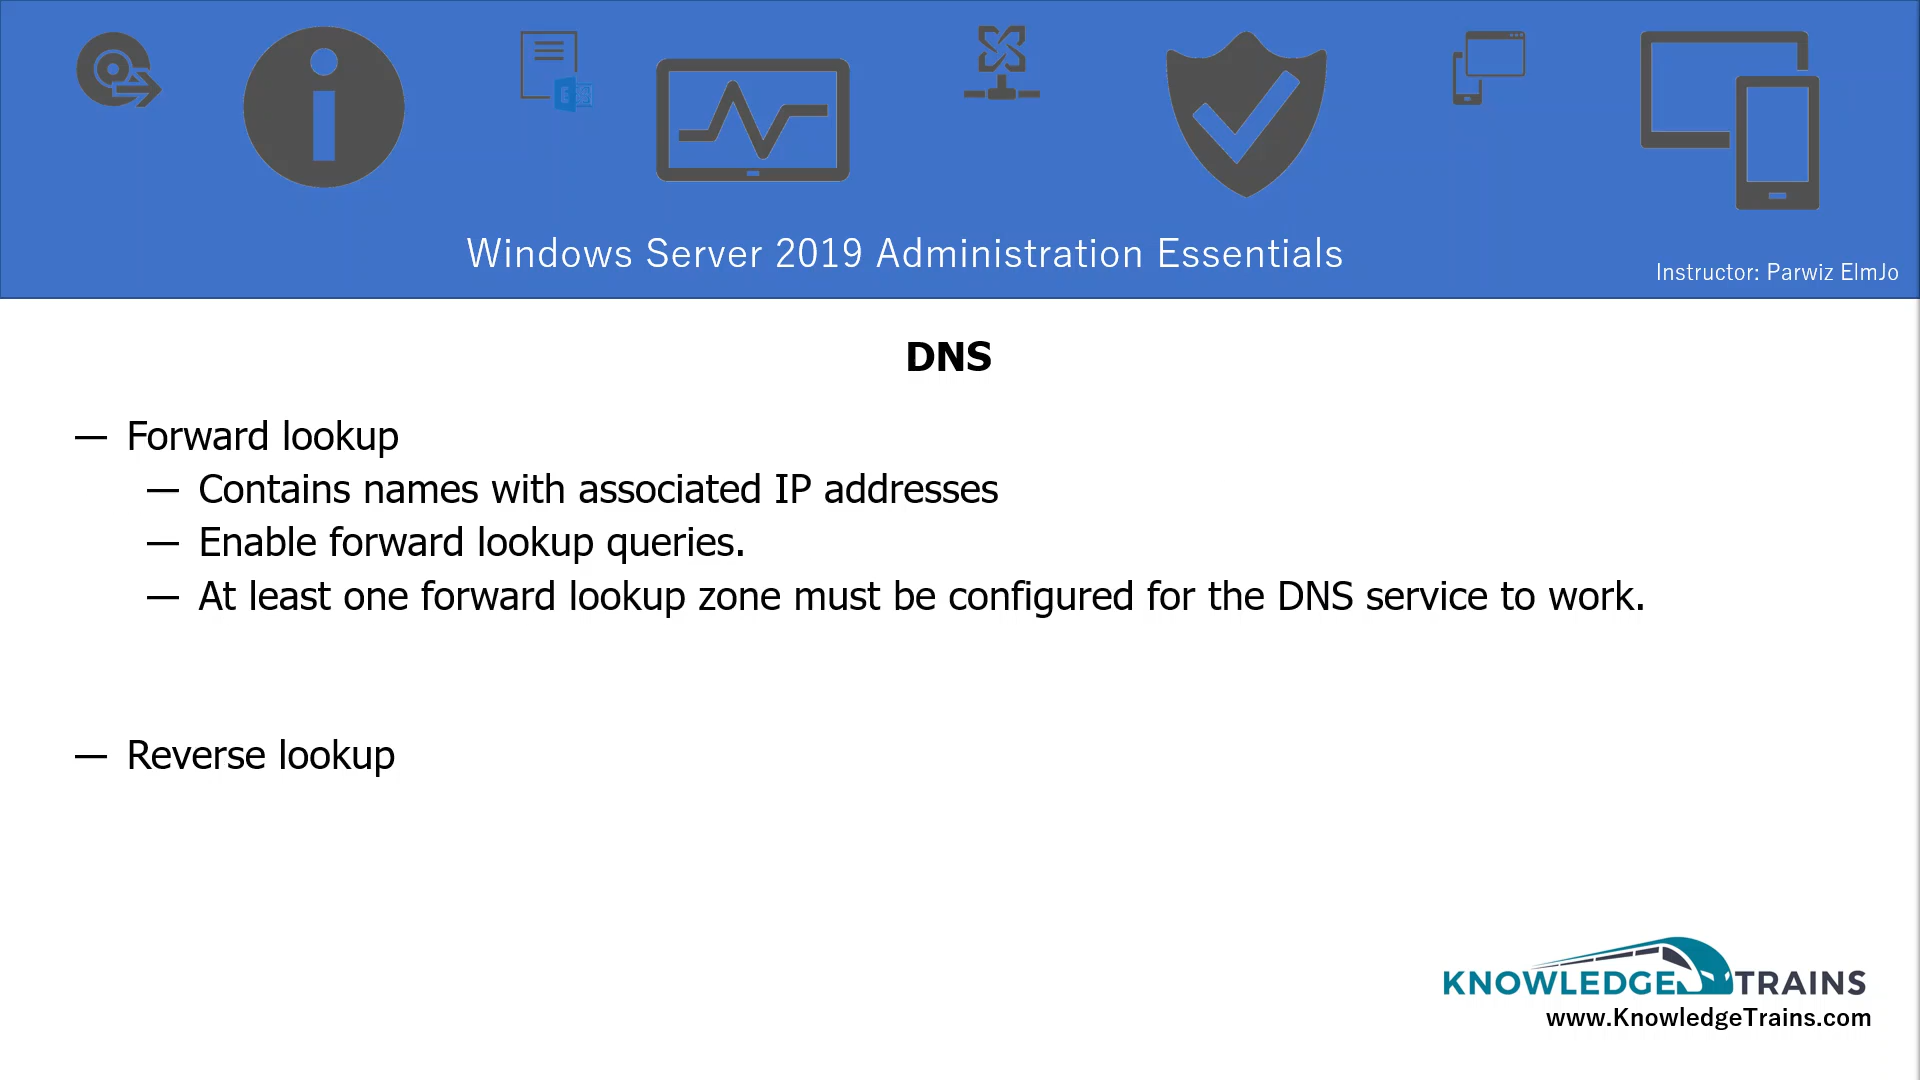 Windows Server 2019 Administration Essentials
Instructor: Parwiz ElmJo
DNS
— Forward lookup
— Contains names with associated IP addresses
— Enable forward lookup queries.
— At least one forward lookup zone must be configured for the DNS service to work.
— Reverse lookup
KNOWLEDGE TRAINS
www.KnowledgeTrains.com